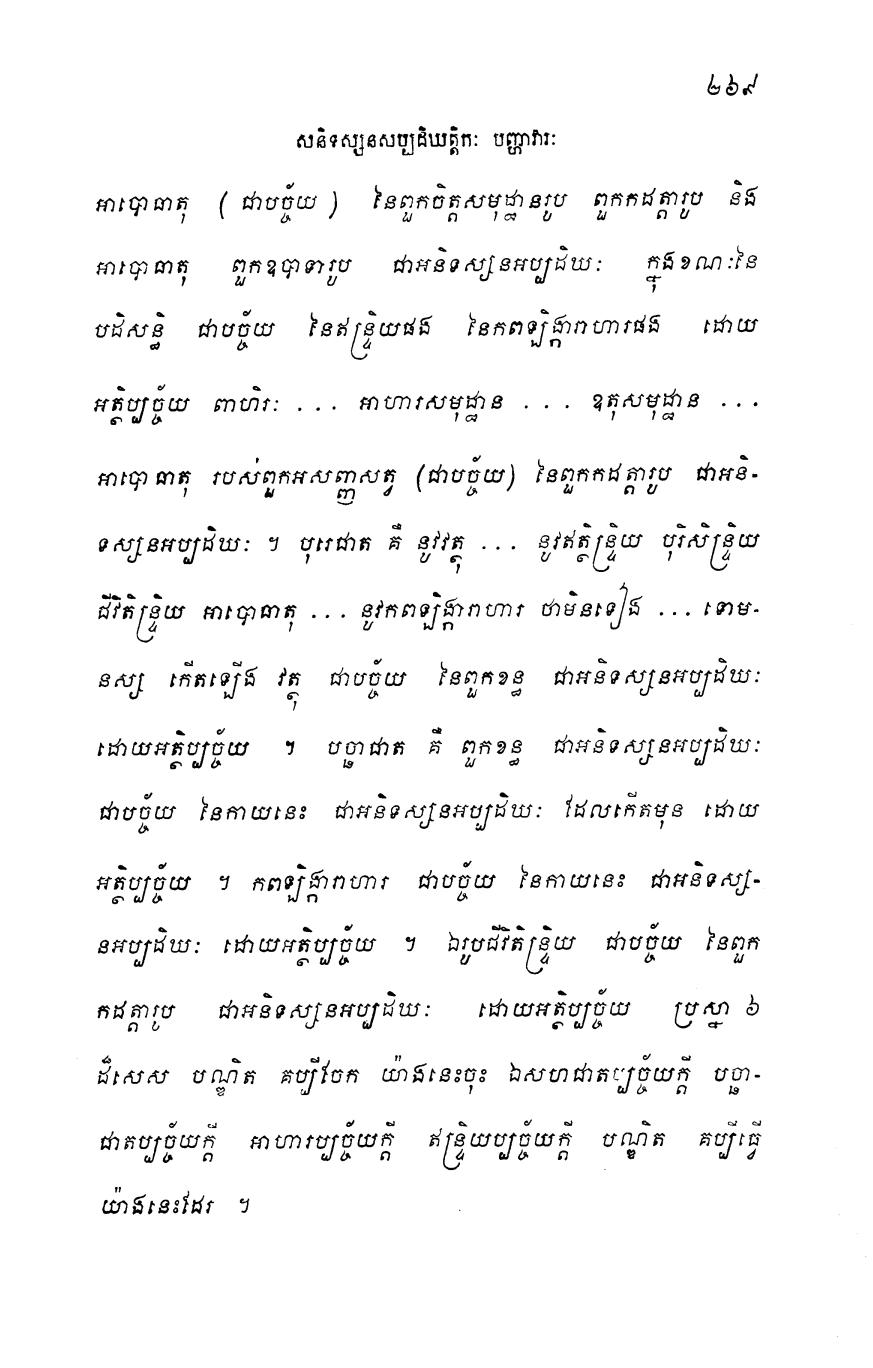 ២៦៩
សនិទស្សនសប្បដិឃត្តិកៈ បញ្ហាវារៈ
អាបោធាតុ ( ជាបច្ច័យ ) នៃពួកចិត្តសមុដ្ឋានរូប ពួកកដត្តារូប និង
អាបោធាតុ ពួកឧបាទារូប ជាអនិទស្សនអប្បដិឃៈ ក្នុងខណៈនៃ
បដិសន្ធិ ជាបច្ច័យ នៃឥន្ទ្រិយផង នៃកពឡិង្ការាហារផង ដោយ
អត្ថិប្បច្ច័យ ពាហិរៈ ... អាហារសមុដ្ឋាន ... ឧតុសមុដ្ឋាន ...
អាបោធាតុ របស់ពួកអសញ្ញសត្វ (ជាបច្ច័យ) នៃពួកកដត្តារូប ជាអនិ-
ទស្សនអប្បដិឃៈ ។ បុរេជាត គឺ នូវវត្ថុ ... នូវឥត្ថិន្ទ្រិយ បុរិសិន្ទ្រិយ
ជីវិតិន្ទ្រិយ អាបោធាតុ ... នូវកពឡិង្ការាហារ ថាមិនទៀង ... ទោម-
នស្ស កើតឡើង វត្ថុ ជាបច្ច័យ នៃពួកខន្ធ ជាអនិទស្សនអប្បដិឃៈ
ដោយអត្ថិប្បច្ច័យ ។ បច្ឆាជាត គឺ ពួកខន្ធ ជាអនិទស្សនអប្បដិឃៈ
ជាបច្ច័យ នៃកាយនេះ ជាអនិទស្សនអប្បដិឃៈ ដែលកើតមុន ដោយ
អត្ថិប្បច្ច័យ ។ កពឡិង្ការាហារ ជាបច្ច័យ នៃកាយនេះ ជាអនិទស្ស-
នអប្បដិឃៈ ដោយអត្ថិប្បច្ច័យ ។ ឯរូបជីវិតិន្ទ្រិយ ជាបច្ច័យ នៃពួក
កដត្តារូប ជាអនិទស្សនអប្បដិឃៈ ដោយអត្ថិប្បច្ច័យ ប្រស្នា ៦
ដ៏សេស បណ្ឌិត គប្បីចែក យ៉ាងនេះចុះ ឯសហជាតប្បច្ច័យក្តី បច្ឆា-
ជាតប្បច្ច័យក្តី អាហារប្បច្ច័យក្តី ឥន្ទ្រិយប្បច្ច័យក្តី បណ្ឌិត គប្បីធ្វើ
យ៉ាងនេះដែរ ។